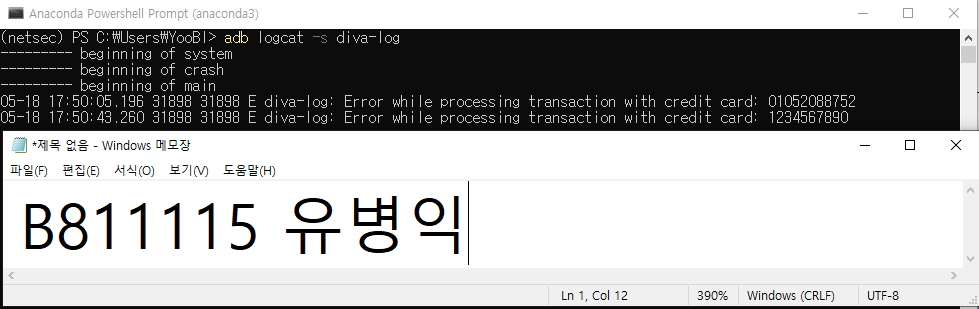 Anaconda Powershell Prompt (anaconda3)
(netsec) PS C:₩Users₩YooBI> adb logcat -s diva-log
--------- beginning of system
--------- beginning of crash
--------- beginning of main
05-18 17:50:05.196 31898 31898 E diva-log: Error while processing transaction with credit card: 01052088752
05-18 17:50:43.260 31898 31898 E diva-log: Error while processing transaction with credit card: 1234567890
*제목 없음 - Windows 메모장
파일(F) 편집(E) 서식(O) 보기(V) 도움말(H)
B811115 유병익
Ln 1, Col 12 390% Windows (CRLF) UTF-8